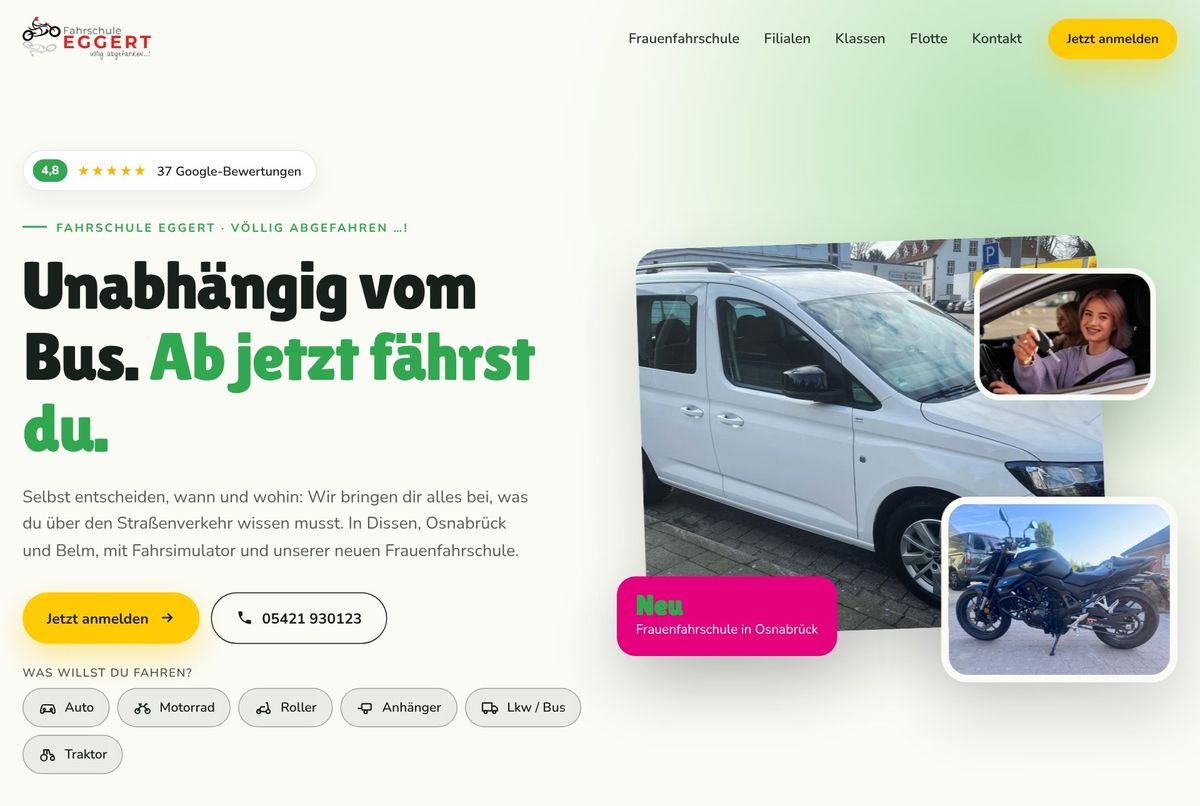 Fahrschule
EGGERT
völlig abgefahren...!
Frauenfahrschule
Filialen
Klassen
Flotte
Kontakt
Jetzt anmelden
4,8 ★★★★★ 37 Google-Bewertungen
FAHRSCHULE EGGERT · VÖLLIG ABGEFAHREN …!
Unabhängig vom
Bus. Ab jetzt fährst
du.
Selbst entscheiden, wann und wohin: Wir bringen dir alles bei, was
du über den Straßenverkehr wissen musst. In Dissen, Osnabrück
und Belm, mit Fahrsimulator und unserer neuen Frauenfahrschule.
Jetzt anmelden →
05421 930123
WAS WILLST DU FAHREN?
Auto
Motorrad
Roller
Anhänger
Lkw / Bus
Traktor
P
Neu
Frauenfahrschule in Osnabrück